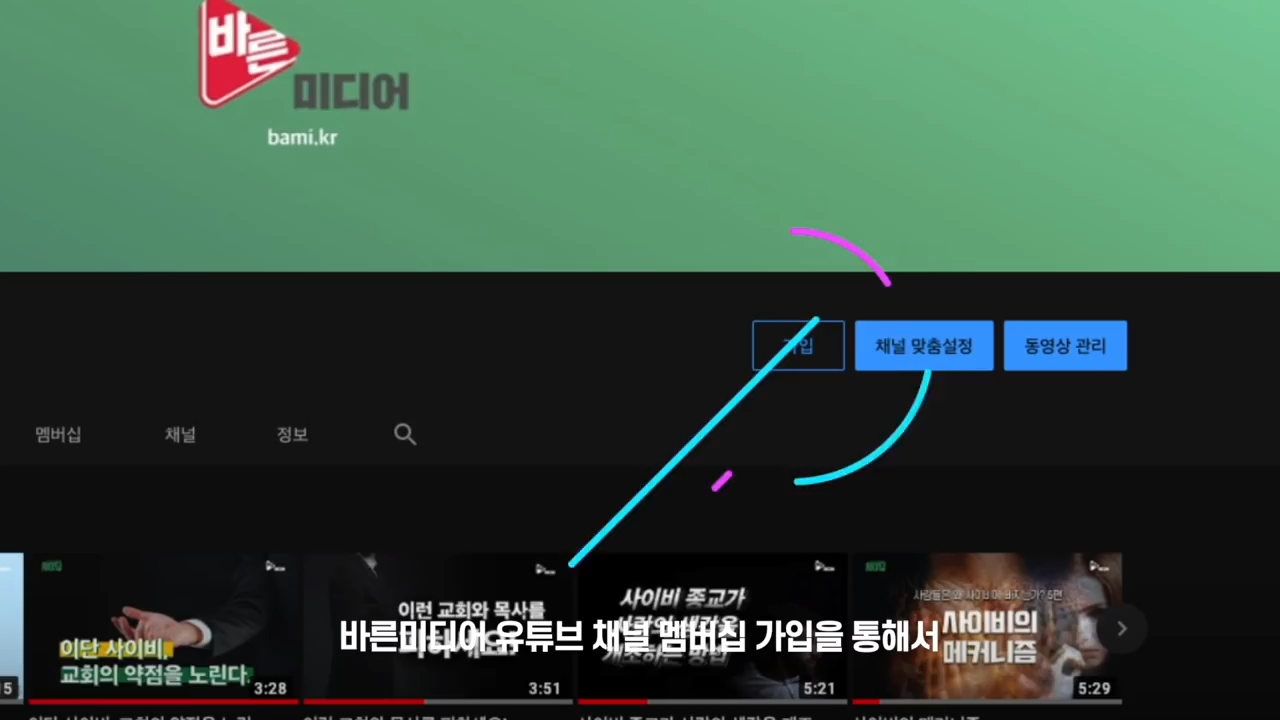 바른
미디어
bami.kr
가입
채널 맞춤설정
동영상 관리
멤버십
채널
정보
이단 사이비,
교회의 약점을 노린다.
3:28
이런 교회와 목사를
3:51
사이비 종교가
5:21
사이비의
메커니즘
5:29
바른미디어 유튜브 채널 멤버십 가입을 통해서